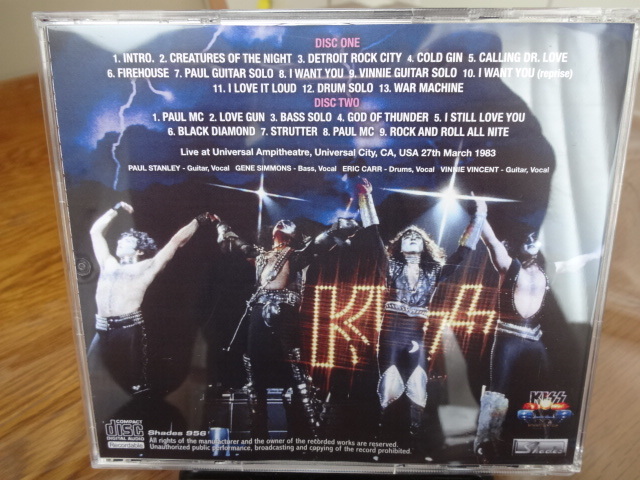 DISC ONE
1. INTRO. 2. CREATURES OF THE NIGHT 3. DETROIT ROCK CITY 4. COLD GIN 5. CALLING DR. LOVE
6. FIREHOUSE 7. PAUL GUITAR SOLO 8. I WANT YOU 9. VINNIE GUITAR SOLO 10. I WANT YOU (reprise)
11. I LOVE IT LOUD 12. DRUM SOLO 13. WAR MACHINE
DISC TWO
1. PAUL MC 2. LOVE GUN 3. BASS SOLO 4. GOD OF THUNDER 5. I STILL LOVE YOU
6. BLACK DIAMOND 7. STRUTTER 8. PAUL MC 9. ROCK AND ROLL ALL NITE
Live at Universal Ampitheatre, Universal City, CA, USA 27th March 1983
PAUL STANLEY - Guitar, Vocal GENE SIMMONS - Bass, Vocal ERIC CARR - Drums, Vocal VINNIE VINCENT - Guitar, Vocal
KISS
KISS
COMPACT
disc
DIGITAL AUDIO
Recordable
Shades 956
All rights of the manufacturer and the owner of the recorded works are reserved.
Unauthorized public performance, broadcasting and copying of the record prohibited.
Shades